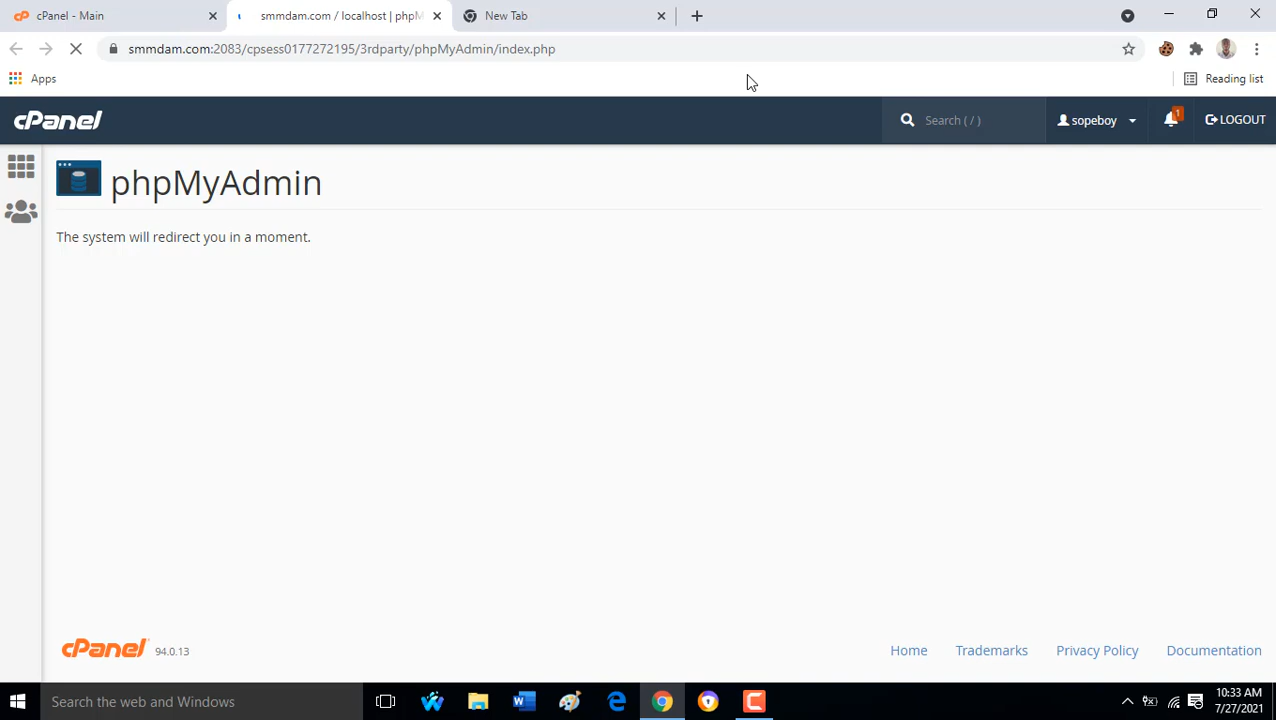 cPanel - Main
smmdam.com / localhost | phpM
New Tab
smmdam.com:2083/cpsess0177272195/3rdparty/phpMyAdmin/index.php
Apps
Reading list
cPanel
Search ( / )
sopeboy
1
LOGOUT
phpMyAdmin
The system will redirect you in a moment.
cPanel 94.0.13
Home
Trademarks
Privacy Policy
Documentation
Search the web and Windows
10:33 AM
7/27/2021